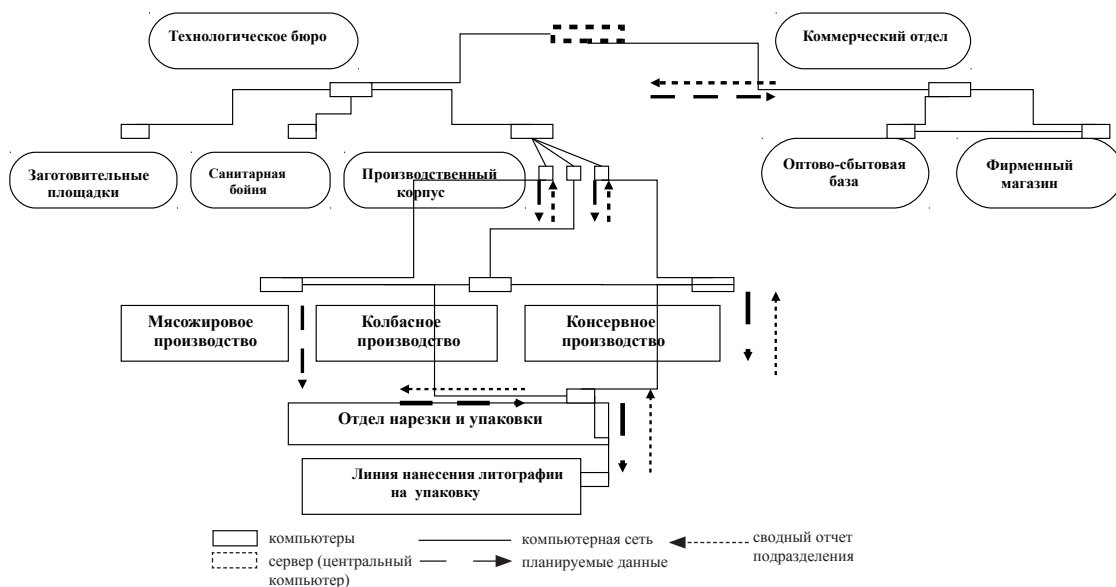 Технологическое бюро
Коммерческий отдел
Заготовительные
площадки
Санитарная
бойня
Производственный
корпус
Оптово-сбытовая
база
Фирменный
магазин
Мясожировое
производство
Колбасное
производство
Консервное
производство
Отдел нарезки и упаковки
Линия нанесения литографии
на упаковку
компьютеры
компьютерная сеть
сводный отчет
подразделения
сервер (центральный
компьютер)
планируемые данные